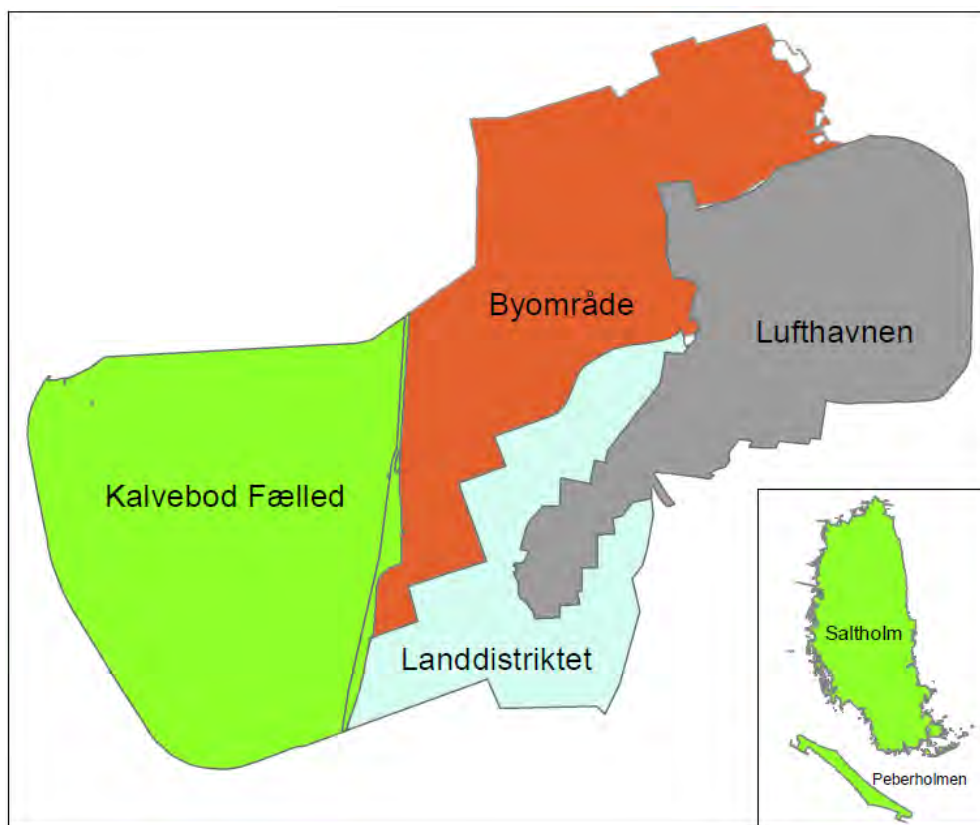 Byområde
Lufthavnen
Kalvebod Fælled
Landdistriktet
Saltholm
Peberholmen